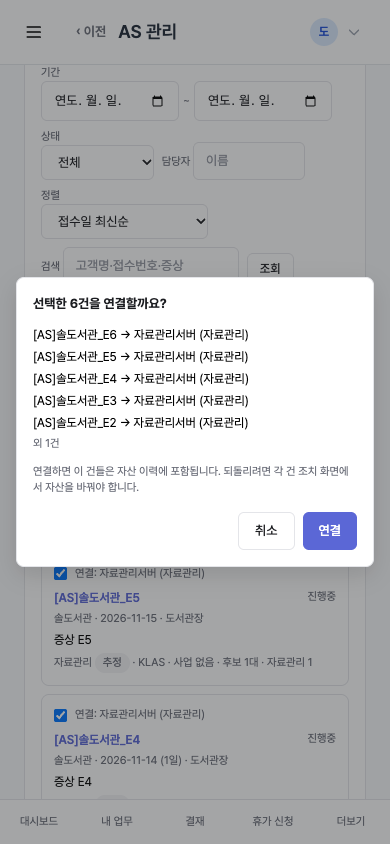 ‹ 이전 AS 관리 도
기간
연도. 월. 일. ~ 연도. 월. 일.
상태
전체 담당자 이름
정렬
접수일 최신순
검색 고객명·접수번호·증상 조회
선택한 6건을 연결할까요?
[AS]솔도서관_E6 → 자료관리서버 (자료관리)
[AS]솔도서관_E5 → 자료관리서버 (자료관리)
[AS]솔도서관_E4 → 자료관리서버 (자료관리)
[AS]솔도서관_E3 → 자료관리서버 (자료관리)
[AS]솔도서관_E2 → 자료관리서버 (자료관리)
외 1건
연결하면 이 건들은 자산 이력에 포함됩니다. 되돌리려면 각 건 조치 화면에
서 자산을 바꿔야 합니다.
취소 연결
연결: 자료관리서버 (자료관리)
[AS]솔도서관_E5 진행중
솔도서관 · 2026-11-15 · 도서관장
증상 E5
자료관리 추정 · KLAS · 사업 없음 · 후보 1대 · 자료관리 1
연결: 자료관리서버 (자료관리)
[AS]솔도서관_E4 진행중
솔도서관 · 2026-11-14 (1일) · 도서관장
증상 E4
대시보드 내 업무 결재 휴가 신청 더보기